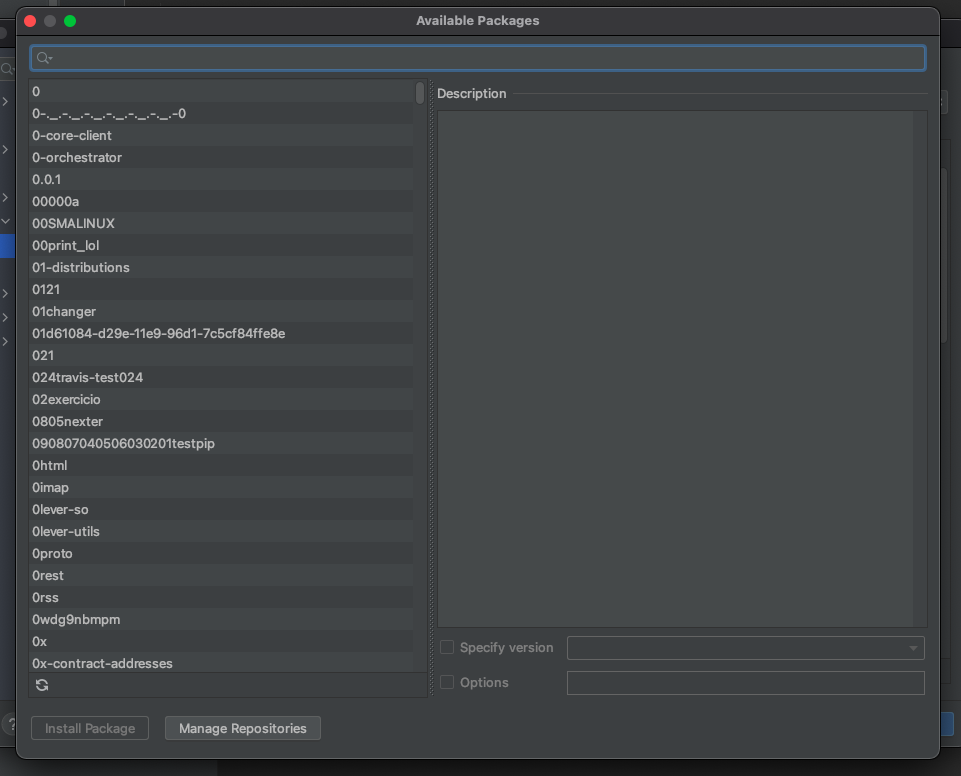 Available Packages
0
0-._.-._.-._.-._.-._.-._.-0
0-core-client
0-orchestrator
0.0.1
00000a
00SMALINUX
00print_lol
01-distributions
0121
01changer
01d61084-d29e-11e9-96d1-7c5cf84ffe8e
021
024travis-test024
02exercicio
0805nexter
090807040506030201testpip
0html
0imap
0lever-so
0lever-utils
0proto
0rest
0rss
0wdg9nbmpm
0x
0x-contract-addresses
Description
Specify version
Options
?
Install Package
Manage Repositories